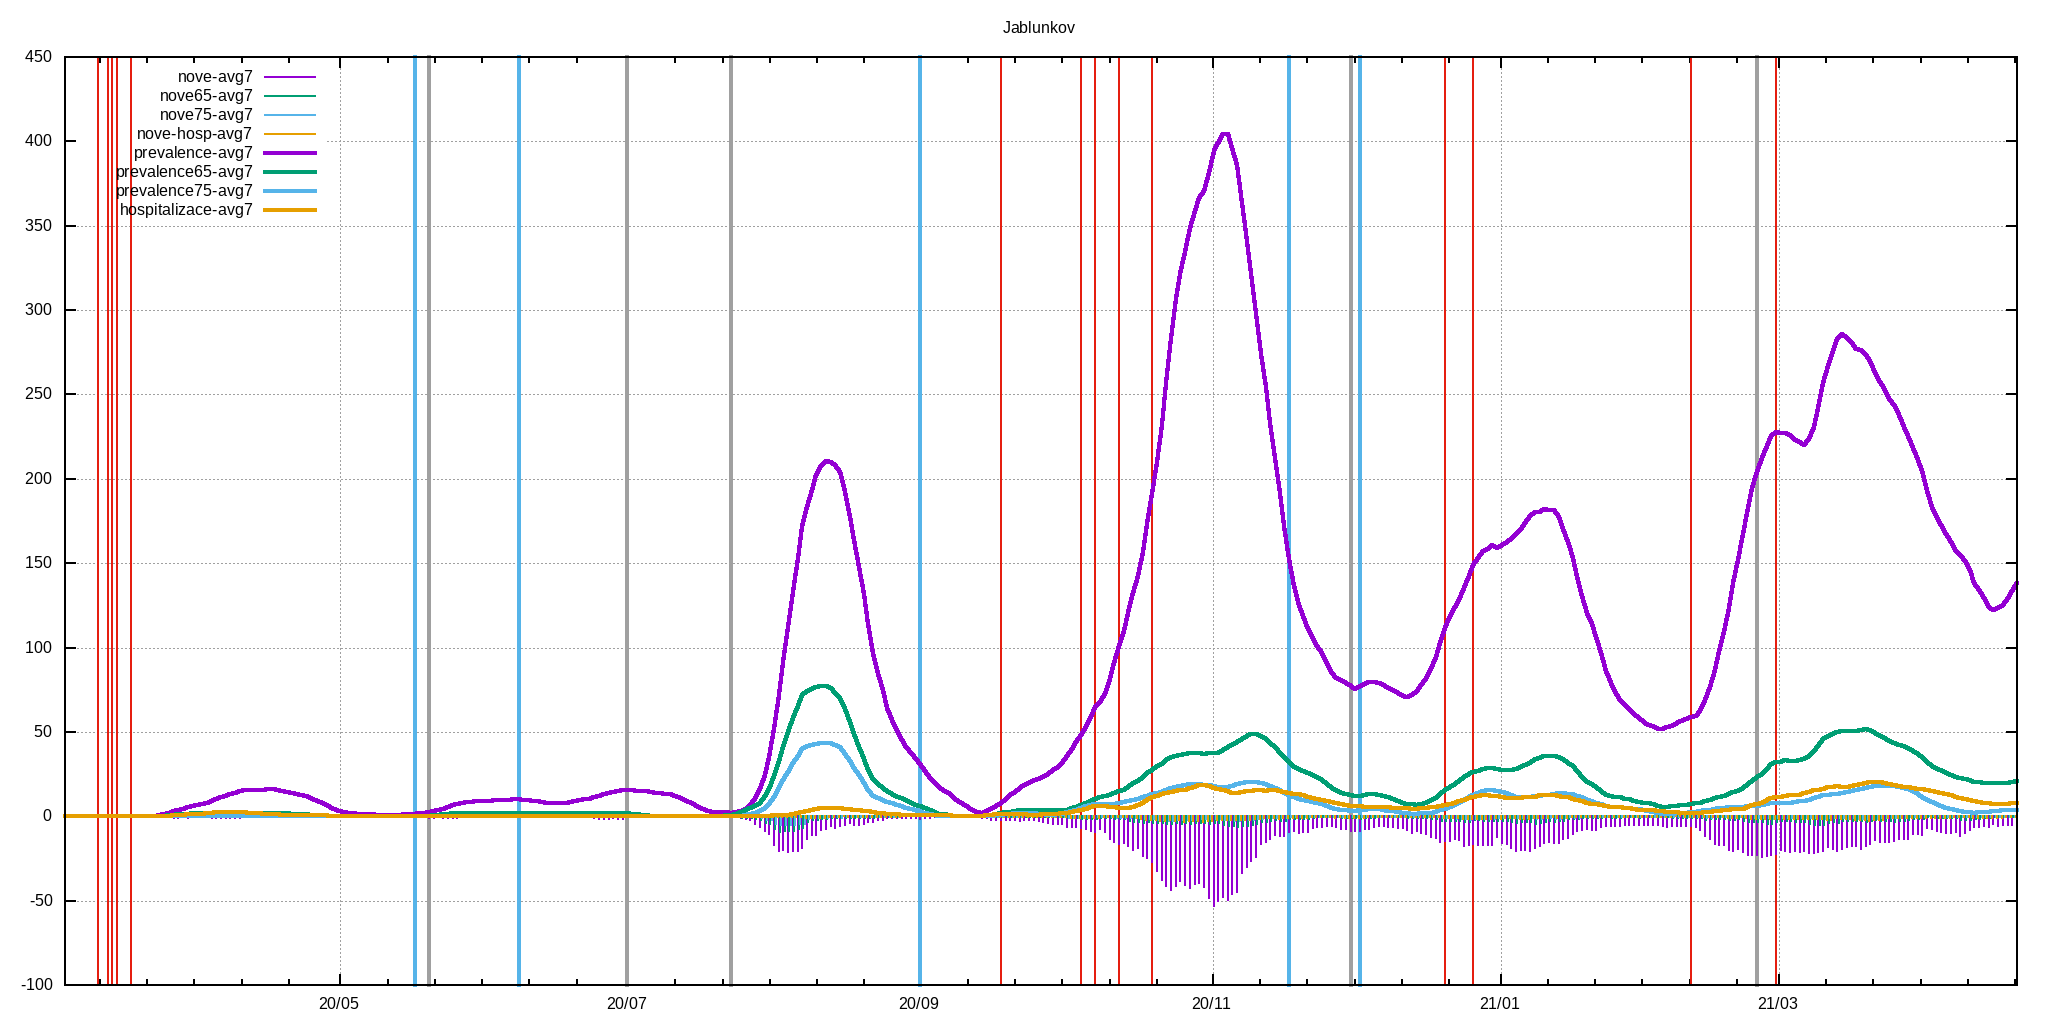 Jablunkov
450
400
350
300
250
200
150
100
50
0
-50
-100
nove-avg7
nove65-avg7
nove75-avg7
nove-hosp-avg7
prevalence-avg7
prevalence65-avg7
prevalence75-avg7
hospitalizace-avg7
20/05 20/07 20/09 20/11 21/01 21/03